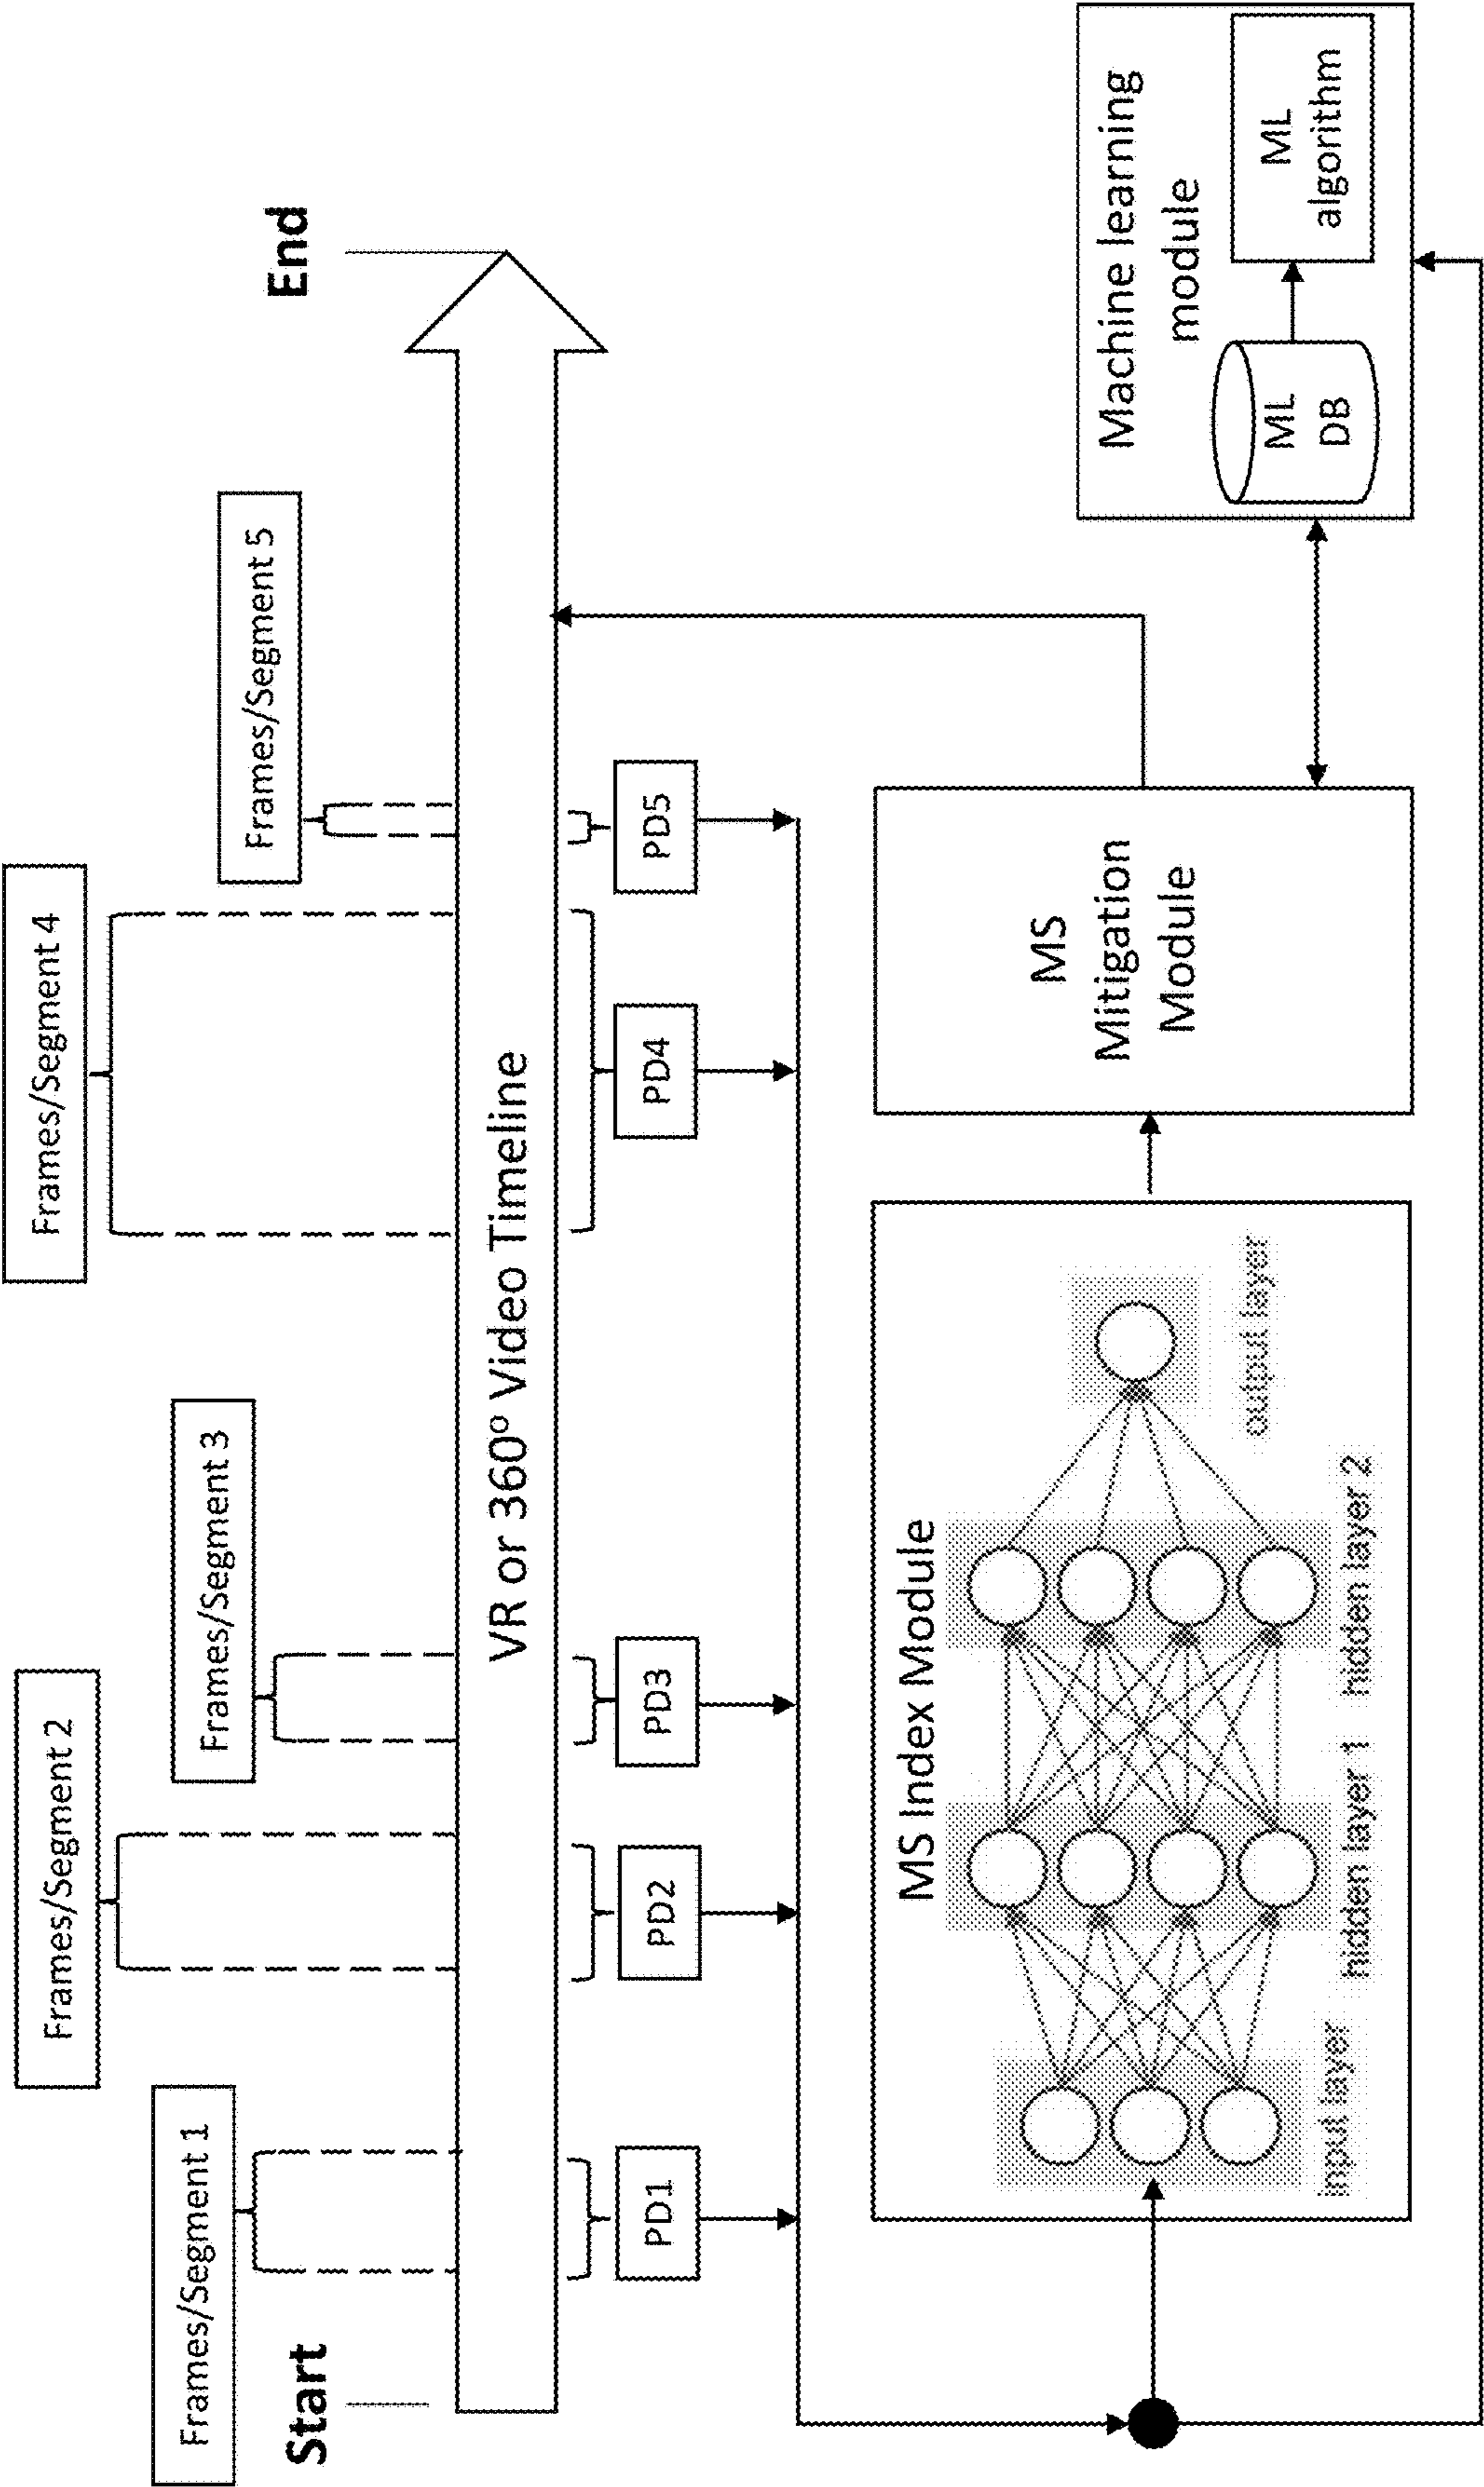 Frames/Segment 1
Frames/Segment 2
Frames/Segment 3
Frames/Segment 4
Frames/Segment 5
Start
End
VR or 360º Video Timeline
PD1
PD2
PD3
PD4
PD5
MS Index Module
input layer
hidden layer 1
hidden layer 2
output layer
MS
Mitigation
Module
Machine learning
module
ML
DB
ML
algorithm